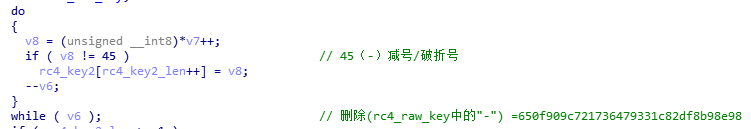 do
{
v8 = (unsigned __int8)*v7++;
if ( v8 != 45 ) // 45（-）减号/破折号
rc4_key2[rc4_key2_len++] = v8;
--v6;
}
while ( v6 ); // 删除(rc4_raw_key中的"-") =650f909c721736479331c82df8b98e98